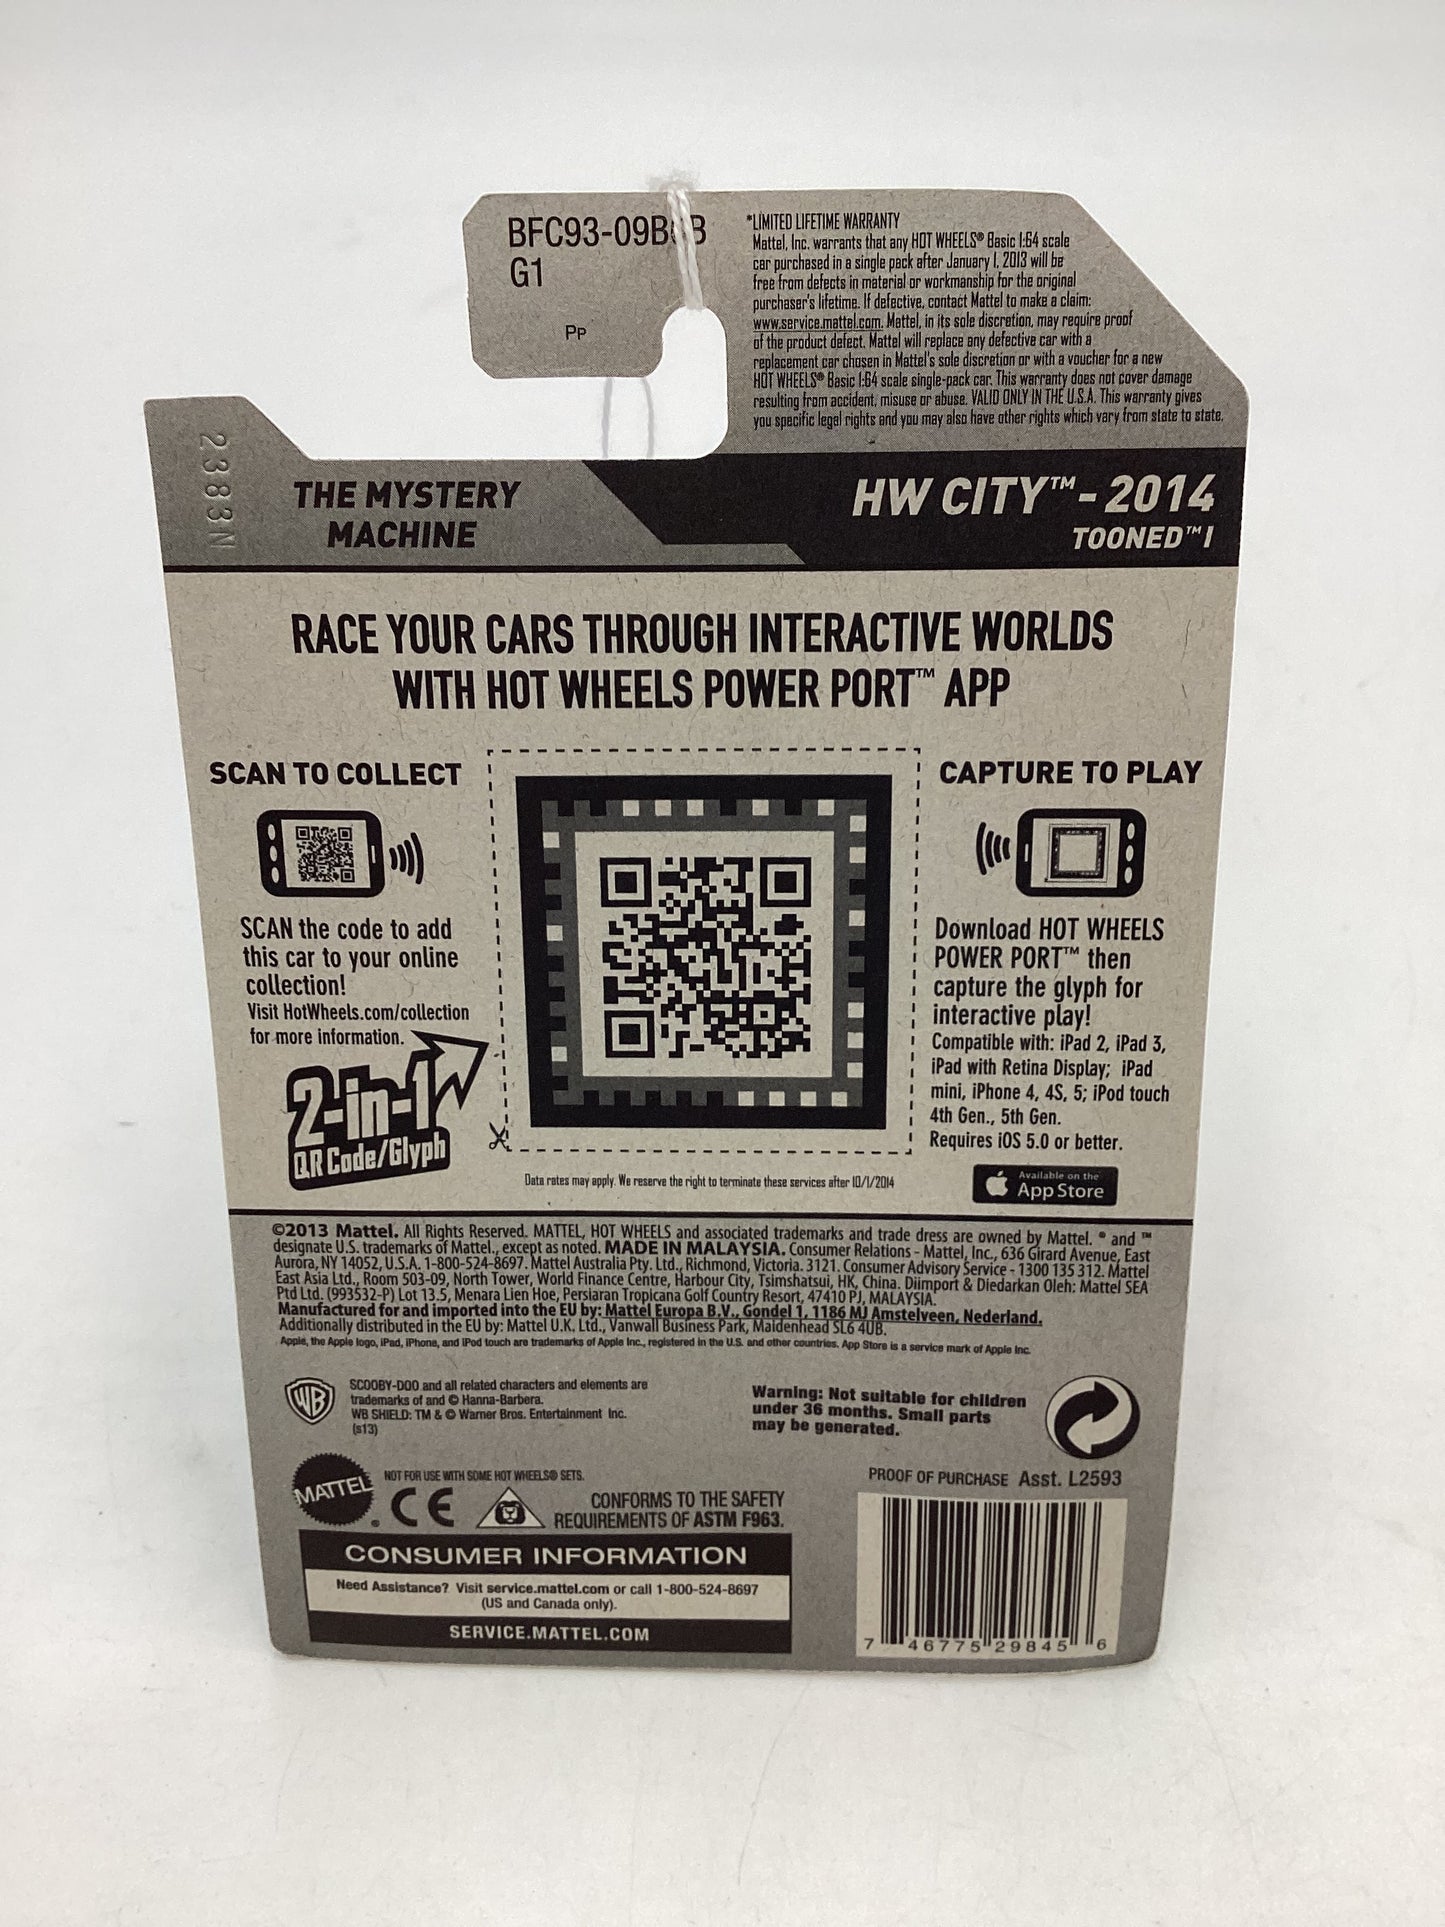 BFC93-09B
G1
Pp
*LIMITED LIFETIME WARRANTY
Mattel, Inc. warrants that any HOT WHEELS® Basic 1:64 scale
car purchased in a single pack after January 1, 2013 will be
free from defects in material or workmanship for the original
purchaser's lifetime. If defective, contact Mattel to make a claim:
www.service.mattel.com. Mattel, in its sole discretion, may require proof
of the product defect. Mattel will replace any defective car with a
replacement car chosen in Mattel's sole discretion or with a voucher for a new
HOT WHEELS® Basic 1:64 scale single-pack car. This warranty does not cover damage
resulting from accident, misuse or abuse. VALID ONLY IN THE U.S.A. This warranty gives
you specific legal rights and you may also have other rights which vary from state to state.
2383N
THE MYSTERY
MACHINE
HW CITY™ - 2014
TOONED™ I
RACE YOUR CARS THROUGH INTERACTIVE WORLDS
WITH HOT WHEELS POWER PORT™ APP
SCAN TO COLLECT
SCAN the code to add
this car to your online
collection!
Visit HotWheels.com/collection
for more information.
2-in-1
QR Code/Glyph
CAPTURE TO PLAY
Download HOT WHEELS
POWER PORT™ then
capture the glyph for
interactive play!
Compatible with: iPad 2, iPad 3,
iPad with Retina Display; iPad
mini, iPhone 4, 4S, 5; iPod touch
4th Gen., 5th Gen.
Requires iOS 5.0 or better.
Available on the
App Store
Data rates may apply. We reserve the right to terminate these services after 10/1/2014
©2013 Mattel. All Rights Reserved. MATTEL, HOT WHEELS and associated trademarks and trade dress are owned by Mattel. ® and ™
designate U.S. trademarks of Mattel, except as noted. MADE IN MALAYSIA. Consumer Relations - Mattel, Inc., 636 Girard Avenue, East
Aurora, NY 14052, U.S.A. 1-800-524-8697. Mattel Australia Pty. Ltd., Richmond, Victoria. 3121. Consumer Advisory Service - 1300 135 312. Mattel
East Asia Ltd., Room 503-09, North Tower, World Finance Centre, Harbour City, Tsimshatsui, HK, China. Diimport & Diedarkan Oleh: Mattel SEA
Ptd Ltd. (993532-P) Lot 13.5, Menara Lien Hoe, Persiaran Tropicana Golf Country Resort, 47410 PJ, MALAYSIA.
Manufactured for and imported into the EU by: Mattel Europa B.V., Gondel 1, 1186 MJ Amstelveen, Nederland.
Additionally distributed in the EU by: Mattel U.K. Ltd., Vanwall Business Park, Maidenhead SL6 4UB.
Apple, the Apple logo, iPad, iPhone, and iPod touch are trademarks of Apple Inc., registered in the U.S. and other countries. App Store is a service mark of Apple Inc.
WB
SCOOBY-DOO and all related characters and elements are
trademarks of and © Hanna-Barbera.
WB SHIELD: TM & © Warner Bros. Entertainment Inc.
(s13)
Warning: Not suitable for children
under 36 months. Small parts
may be generated.
MATTEL®
NOT FOR USE WITH SOME HOT WHEELS® SETS.
CE
CONFORMS TO THE SAFETY
REQUIREMENTS OF ASTM F963.
PROOF OF PURCHASE Asst. L2593
CONSUMER INFORMATION
Need Assistance? Visit service.mattel.com or call 1-800-524-8697
(US and Canada only).
SERVICE.MATTEL.COM
7 46775 29845 6